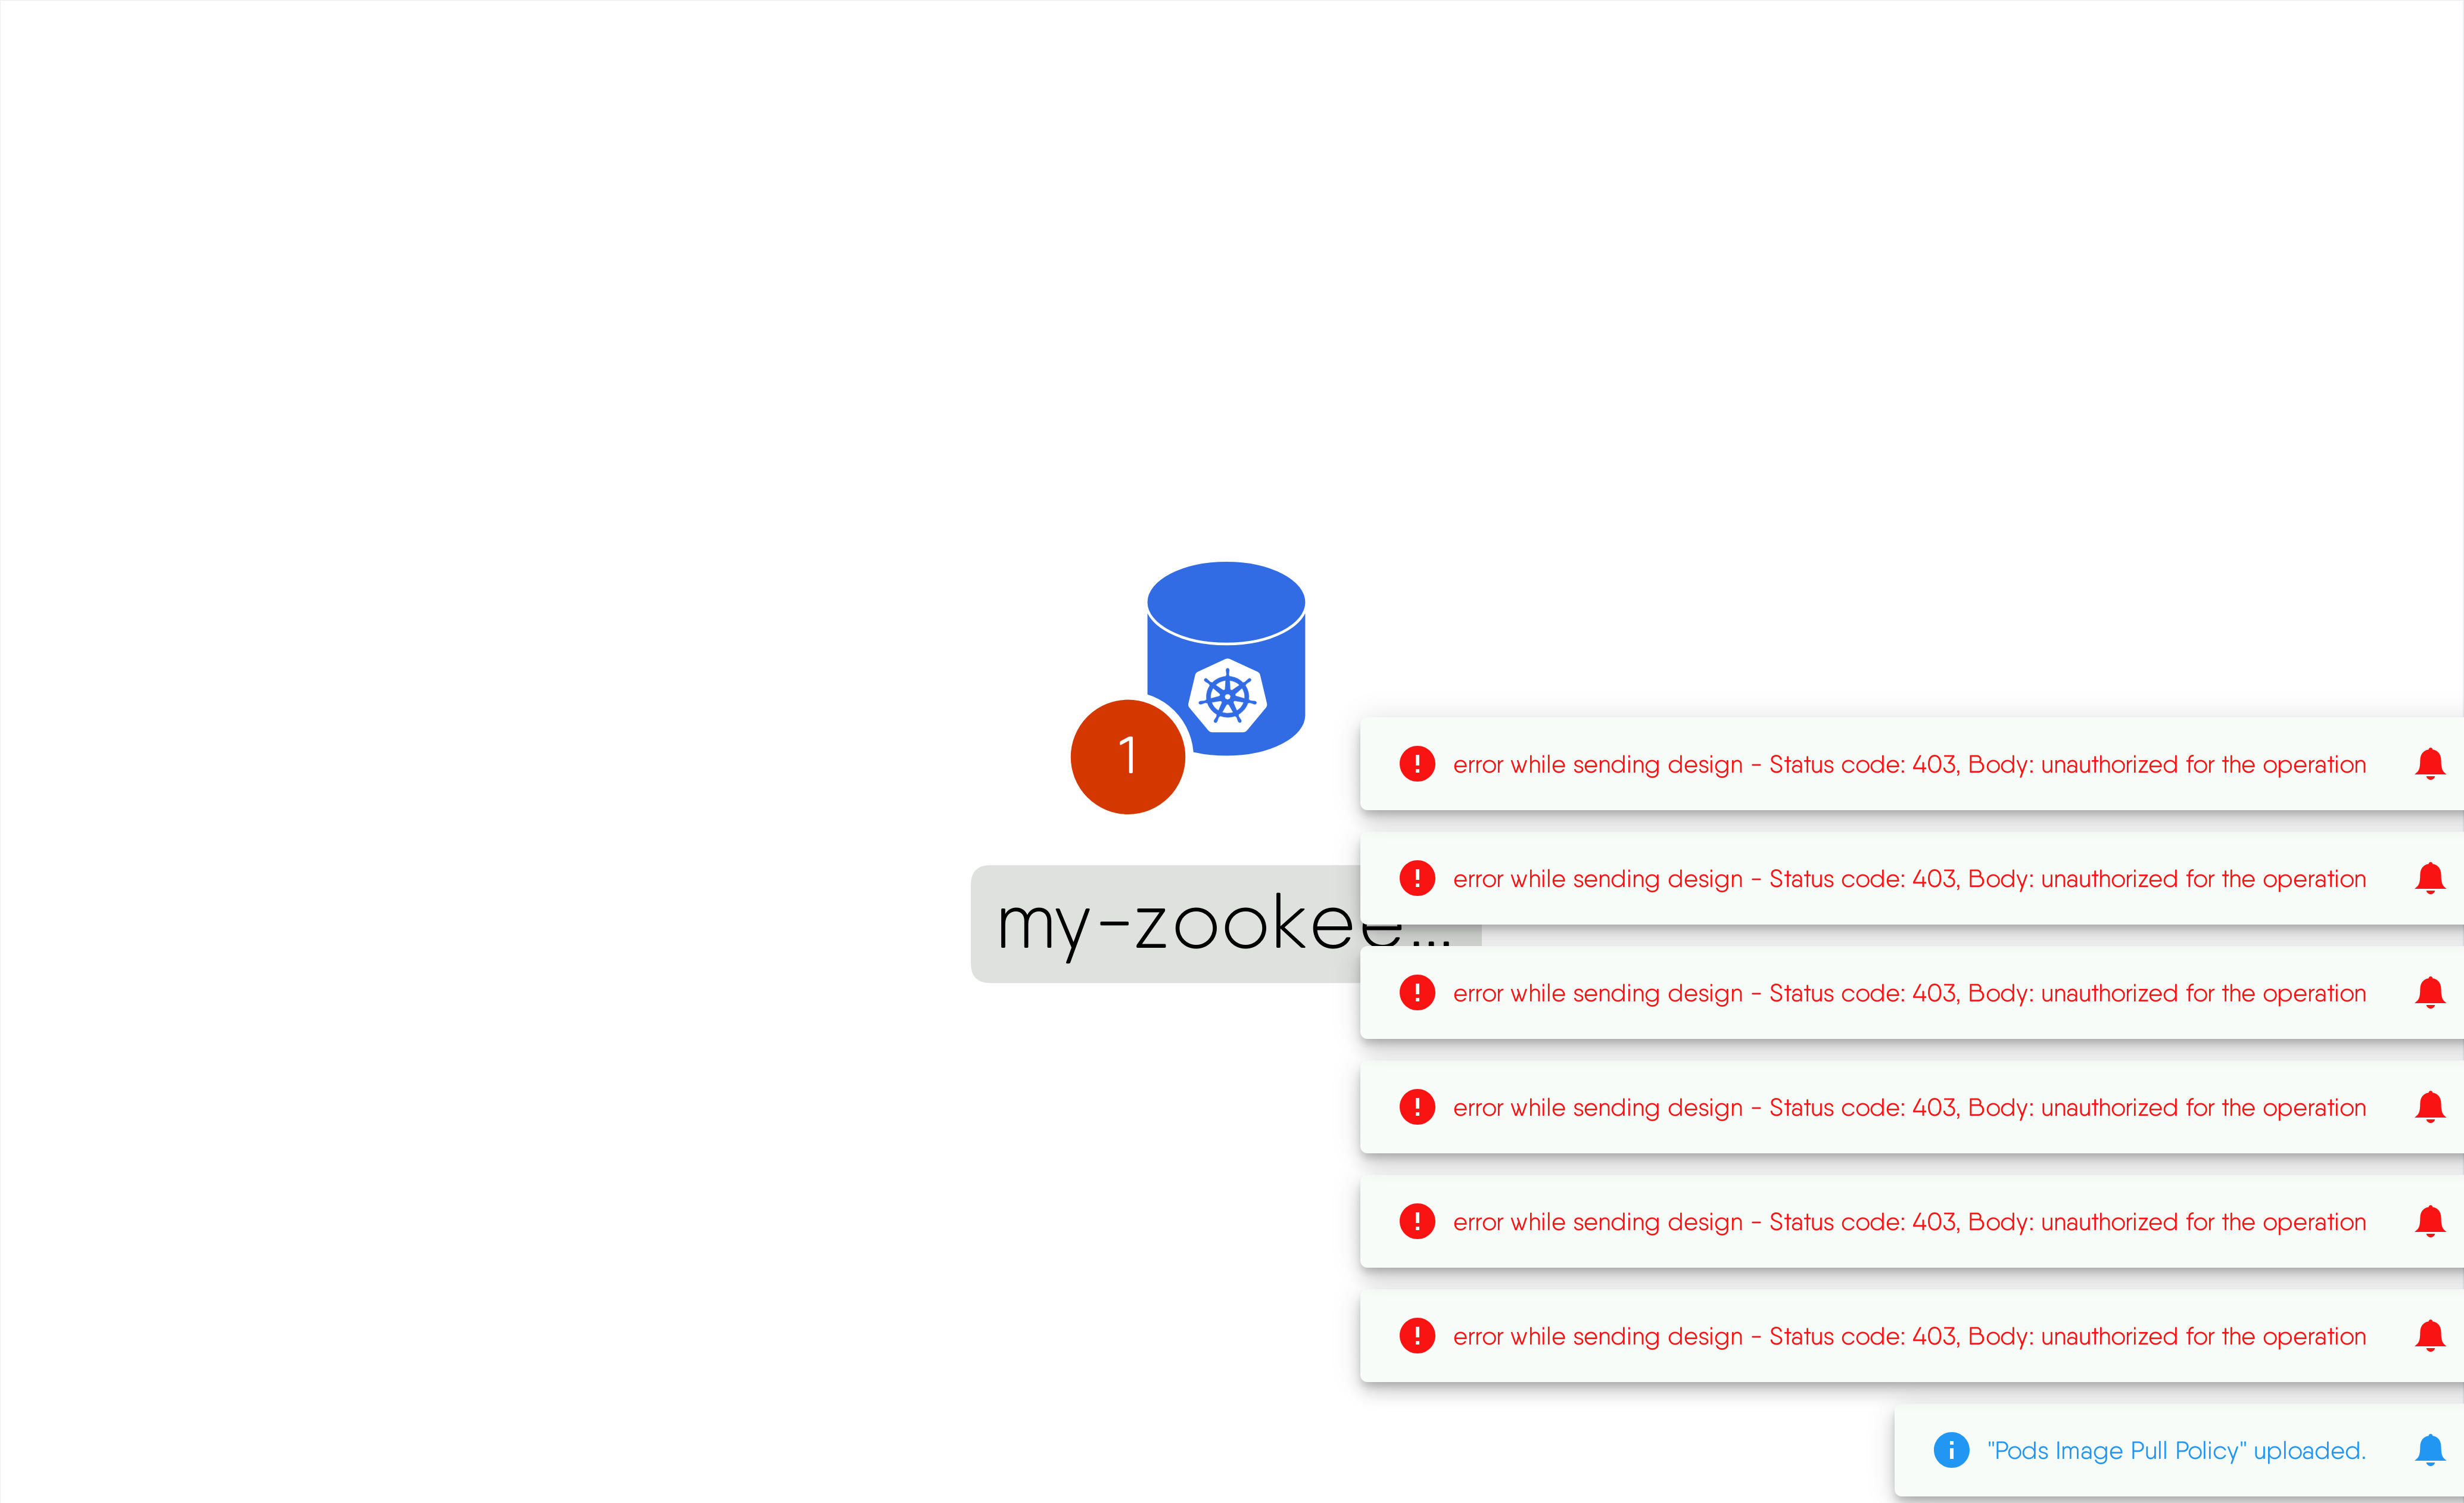 1
my-zookee...
error while sending design - Status code: 403, Body: unauthorized for the operation
error while sending design - Status code: 403, Body: unauthorized for the operation
error while sending design - Status code: 403, Body: unauthorized for the operation
error while sending design - Status code: 403, Body: unauthorized for the operation
error while sending design - Status code: 403, Body: unauthorized for the operation
error while sending design - Status code: 403, Body: unauthorized for the operation
"Pods Image Pull Policy" uploaded.